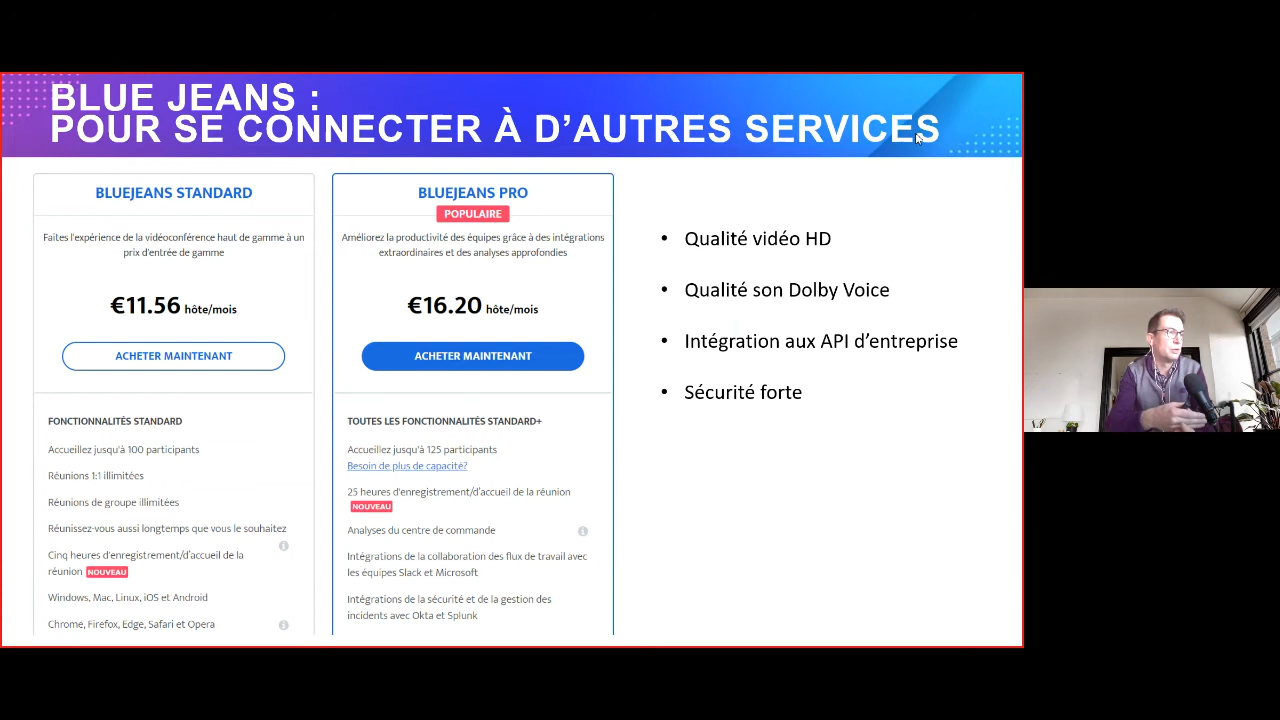 BLUE JEANS :
POUR SE CONNECTER À D’AUTRES SERVICES
BLUEJEANS STANDARD
Faites l'expérience de la vidéoconférence haut de gamme à un
prix d'entrée de gamme
€11.56 hôte/mois
ACHETER MAINTENANT
FONCTIONNALITÉS STANDARD
Accueillez jusqu'à 100 participants
Réunions 1:1 illimitées
Réunions de groupe illimitées
Réunissez-vous aussi longtemps que vous le souhaitez
Cinq heures d'enregistrement/d’accueil de la
réunion NOUVEAU
Windows, Mac, Linux, iOS et Android
Chrome, Firefox, Edge, Safari et Opera
BLUEJEANS PRO
POPULAIRE
Améliorez la productivité des équipes grâce à des intégrations
extraordinaires et des analyses approfondies
€16.20 hôte/mois
ACHETER MAINTENANT
TOUTES LES FONCTIONNALITÉS STANDARD+
Accueillez jusqu'à 125 participants
Besoin de plus de capacité?
25 heures d'enregistrement/d’accueil de la réunion
NOUVEAU
Analyses du centre de commande
Intégrations de la collaboration des flux de travail avec
les équipes Slack et Microsoft
Intégrations de la sécurité et de la gestion des
incidents avec Okta et Splunk
• Qualité vidéo HD
• Qualité son Dolby Voice
• Intégration aux API d’entreprise
• Sécurité forte